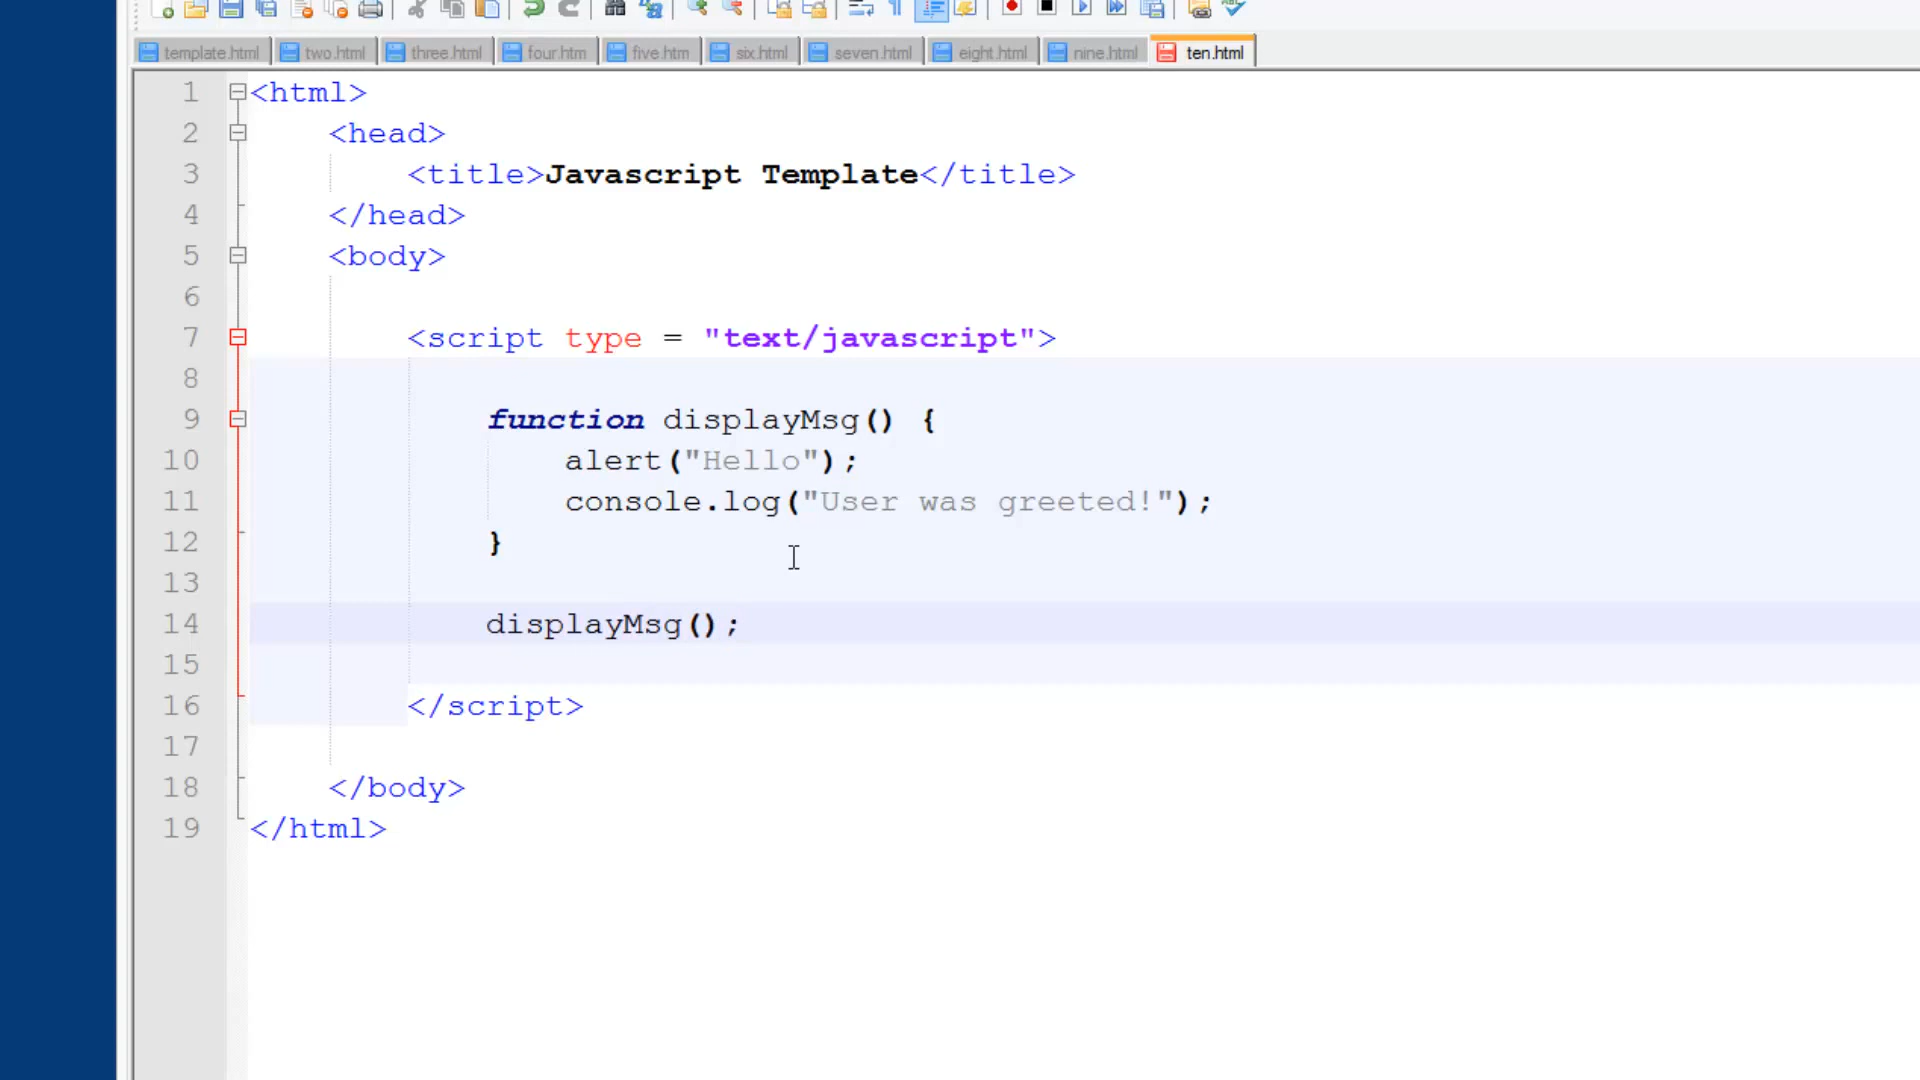 template.html two.html three.html four.htm five.htm six.html seven.html eight.html nine.html ten.html
1 <html>
2 <head>
3 <title>Javascript Template</title>
4 </head>
5 <body>
6
7 <script type = "text/javascript">
8
9 function displayMsg() {
10 alert("Hello");
11 console.log("User was greeted!");
12 }
13
14 displayMsg();
15
16 </script>
17
18 </body>
19 </html>